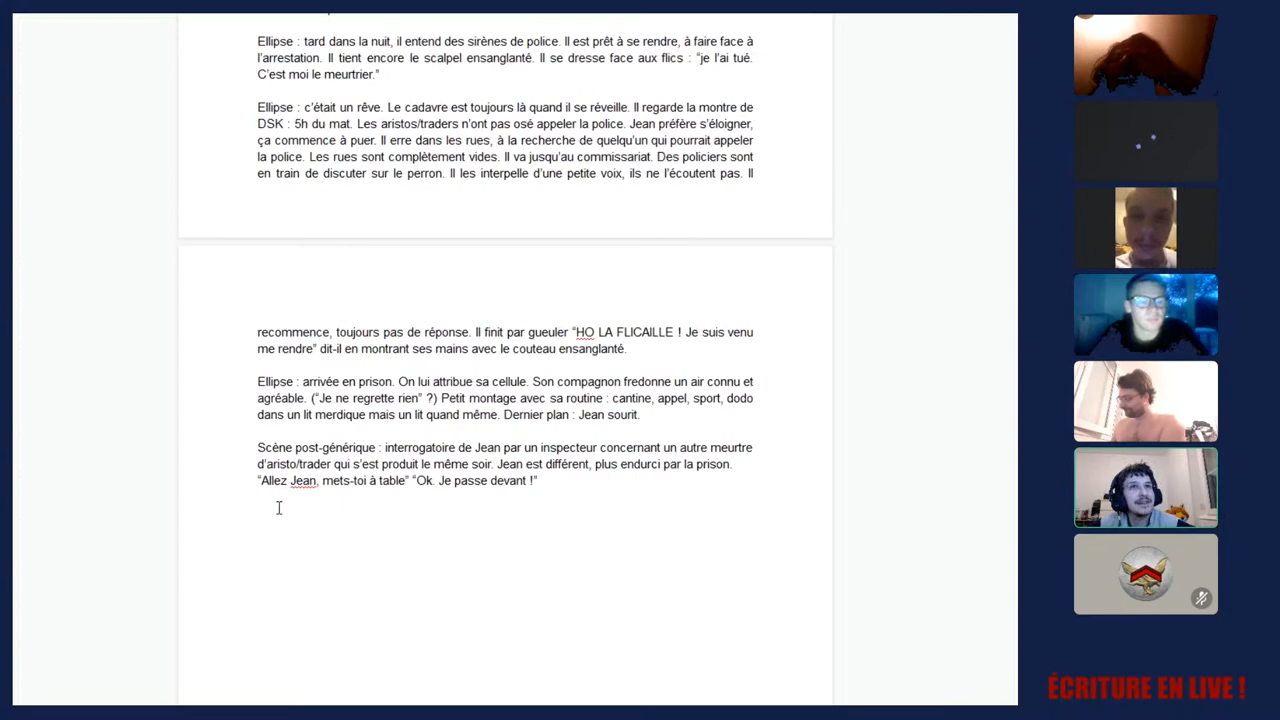 Ellipse : tard dans la nuit, il entend des sirènes de police. Il est prêt à se rendre, à faire face à
l’arrestation. Il tient encore le scalpel ensanglanté. Il se dresse face aux flics : “je l’ai tué.
C’est moi le meurtrier.”
Ellipse : c’était un rêve. Le cadavre est toujours là quand il se réveille. Il regarde la montre de
DSK : 5h du mat. Les aristos/traders n’ont pas osé appeler la police. Jean préfère s’éloigner,
ça commence à puer. Il erre dans les rues, à la recherche de quelqu’un qui pourrait appeler
la police. Les rues sont complètement vides. Il va jusqu’au commissariat. Des policiers sont
en train de discuter sur le perron. Il les interpelle d’une petite voix, ils ne l’écoutent pas. Il
recommence, toujours pas de réponse. Il finit par gueuler “HO LA FLICAILLE ! Je suis venu
me rendre” dit-il en montrant ses mains avec le couteau ensanglanté.
Ellipse : arrivée en prison. On lui attribue sa cellule. Son compagnon fredonne un air connu et
agréable. (“Je ne regrette rien” ?) Petit montage avec sa routine : cantine, appel, sport, dodo
dans un lit merdique mais un lit quand même. Dernier plan : Jean sourit.
Scène post-générique : interrogatoire de Jean par un inspecteur concernant un autre meurtre
d’aristo/trader qui s’est produit le même soir. Jean est différent, plus endurci par la prison.
“Allez Jean, mets-toi à table” “Ok. Je passe devant !”
ÉCRITURE EN LIVE !